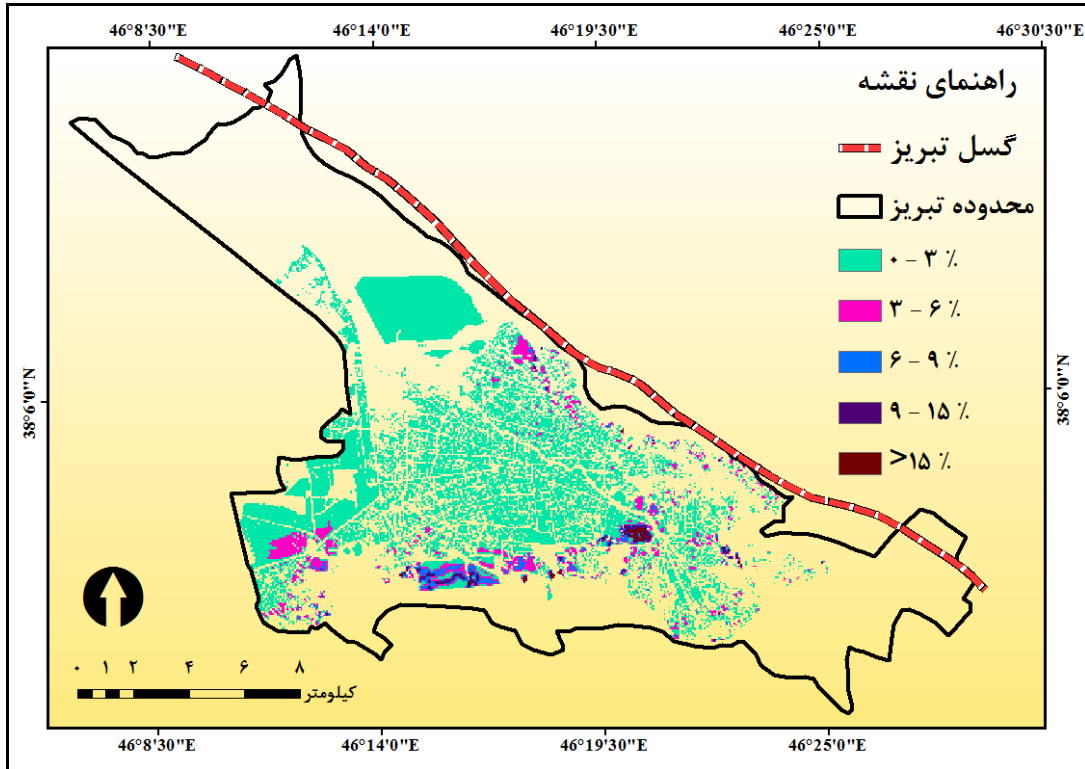 46°8'30"E 46°14'0"E 46°19'30"E 46°25'0"E 46°30'30"E
راهنمای نقشه
گسل تبریز
محدوده تبریز
۰ – ۳ %
۳ – ۶ %
۶ – ۹ %
۹ – ۱۵ %
>۱۵ %
38°6'0"N
38°6'0"N
۰ ۱ ۲ ۴ ۶ ۸
کیلومتر
46°8'30"E 46°14'0"E 46°19'30"E 46°25'0"E